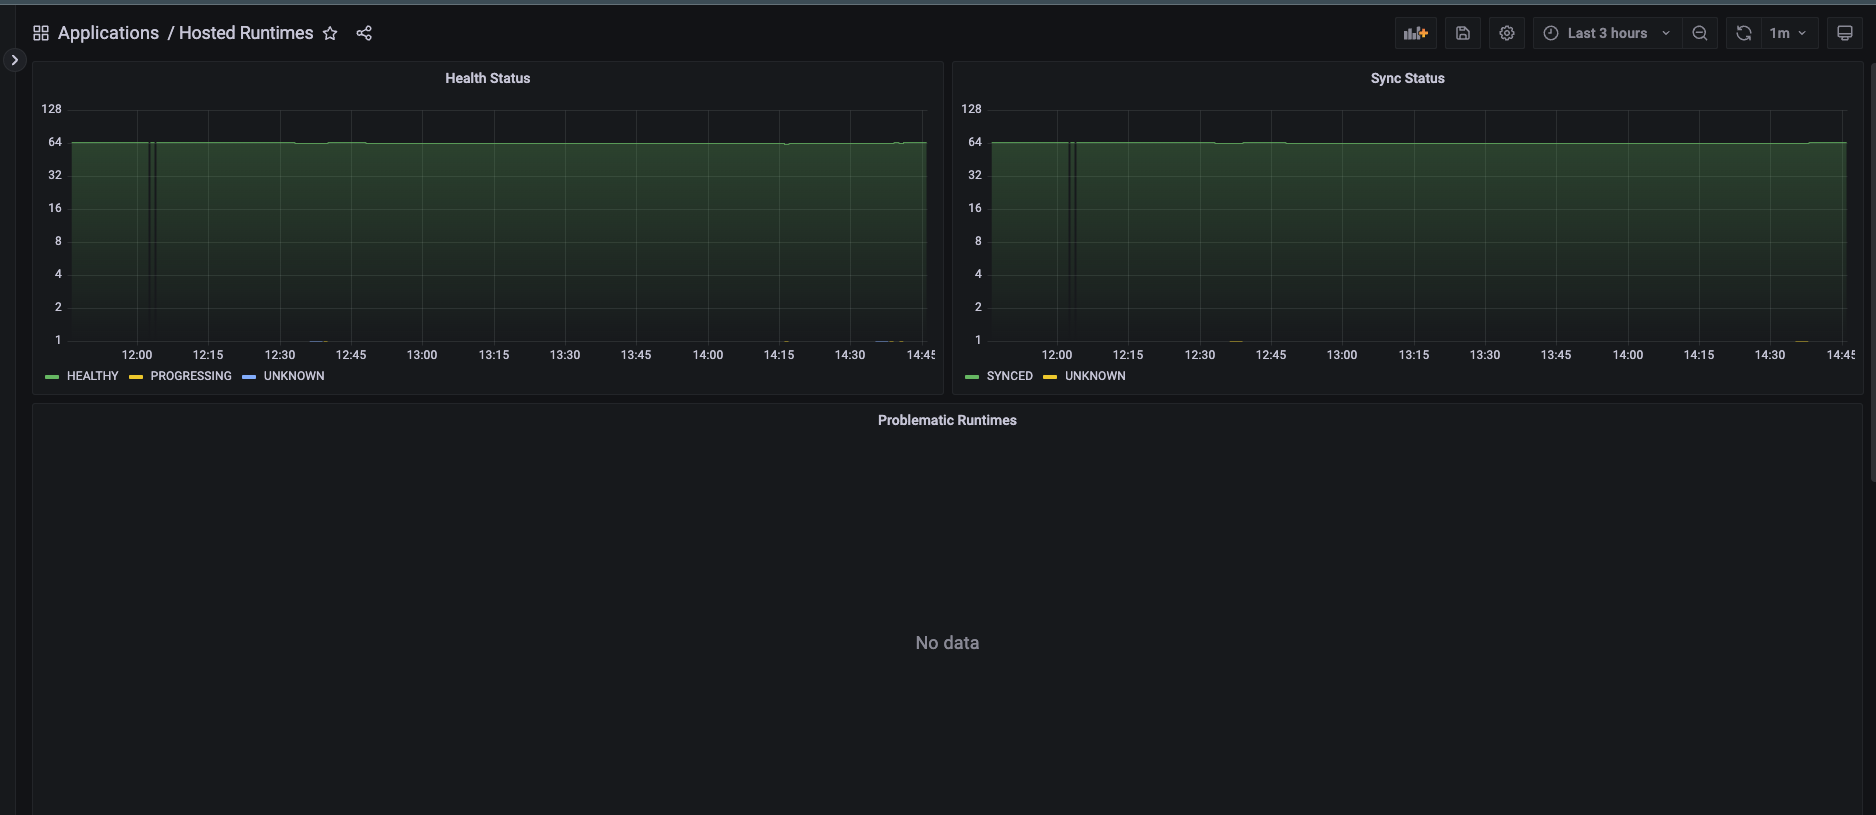 Applications / Hosted Runtimes
Last 3 hours
1m
Health Status
128
64
32
16
8
4
2
1
12:00 12:15 12:30 12:45 13:00 13:15 13:30 13:45 14:00 14:15 14:30 14:45
HEALTHY PROGRESSING UNKNOWN
Sync Status
128
64
32
16
8
4
2
1
12:00 12:15 12:30 12:45 13:00 13:15 13:30 13:45 14:00 14:15 14:30 14:45
SYNCED UNKNOWN
Problematic Runtimes
No data